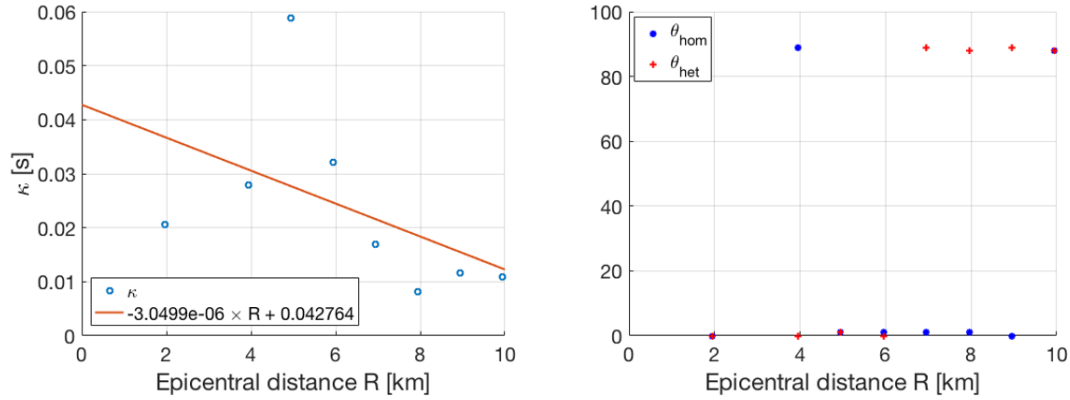 0.06
0.05
0.04
0.03
0.02
0.01
0
κ [s]
κ
-3.0499e-06 × R + 0.042764
0 2 4 6 8 10
Epicentral distance R [km]
100
80
60
40
20
0
θhom
θhet
0 2 4 6 8 10
Epicentral distance R [km]